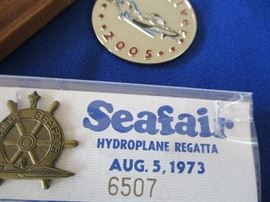 2005
Seafair
HYDROPLANE REGATTA
AUG. 5, 1973
6507